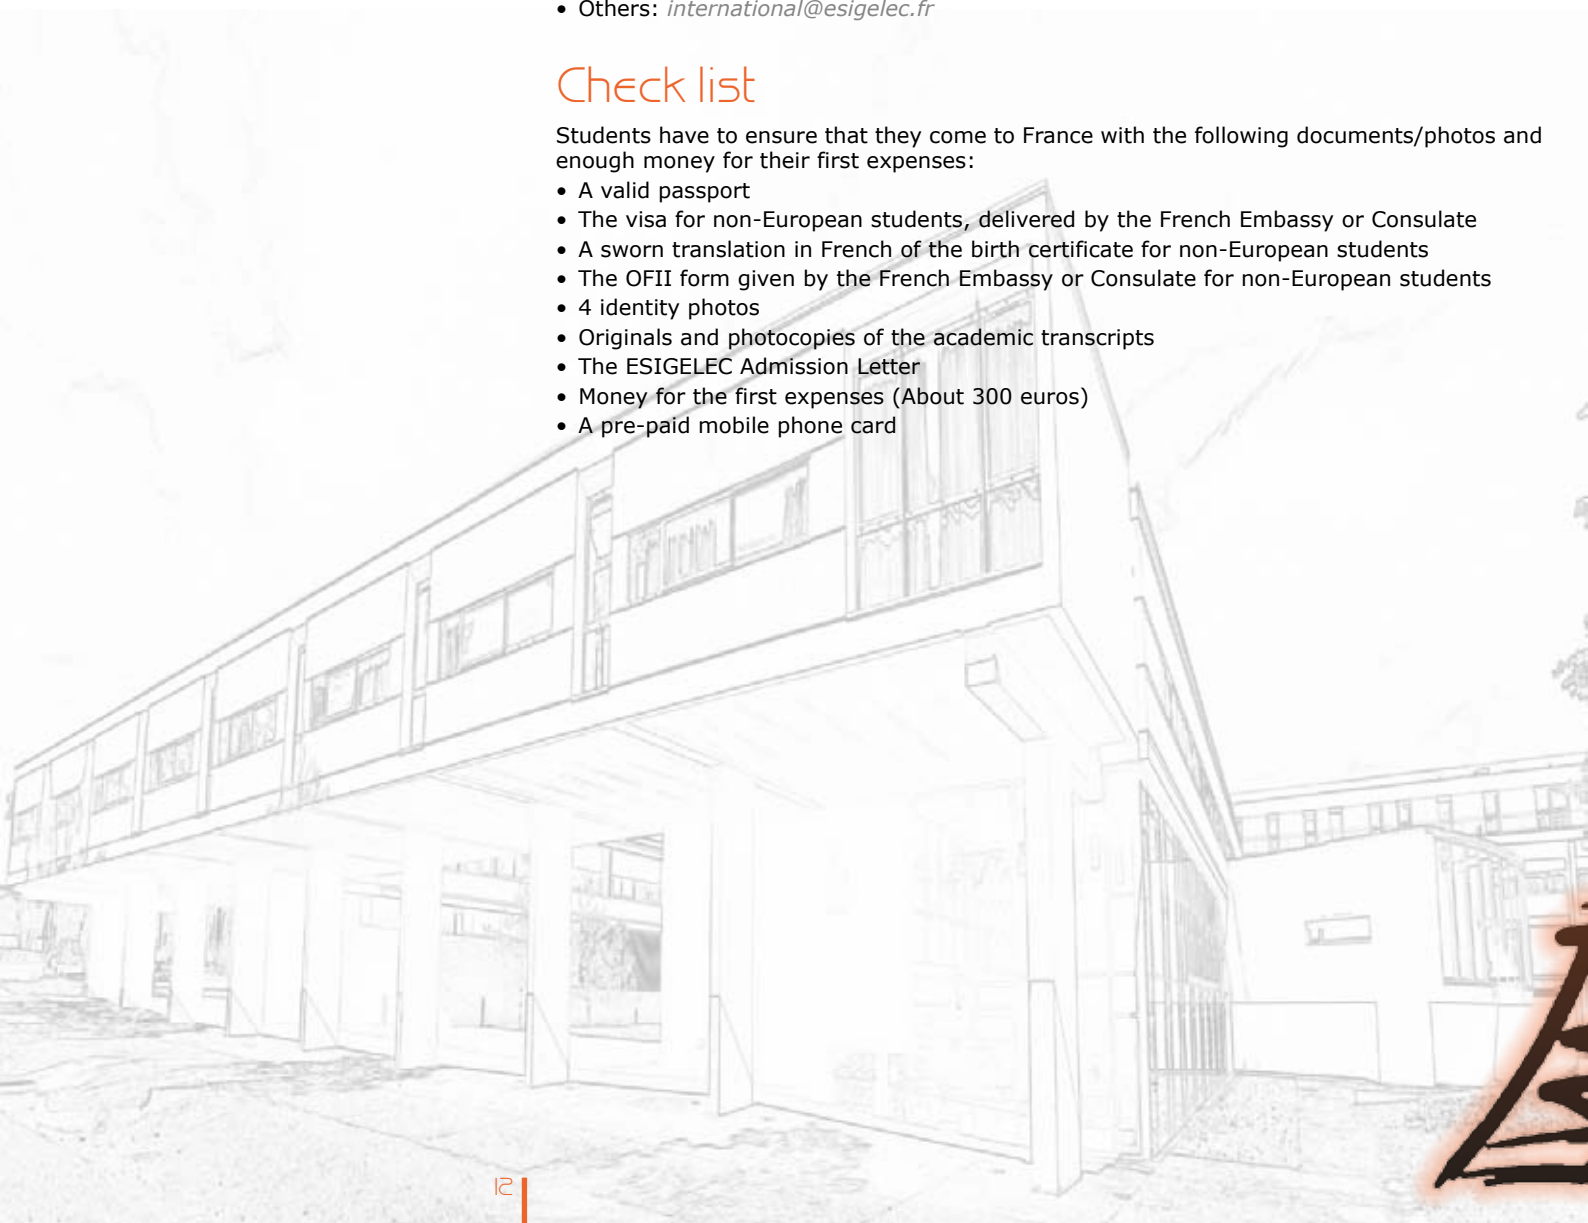 • Others: international@esigelec.fr
Check list
Students have to ensure that they come to France with the following documents/photos and
enough money for their first expenses:
• A valid passport
• The visa for non-European students, delivered by the French Embassy or Consulate
• A sworn translation in French of the birth certificate for non-European students
• The OFII form given by the French Embassy or Consulate for non-European students
• 4 identity photos
• Originals and photocopies of the academic transcripts
• The ESIGELEC Admission Letter
• Money for the first expenses (About 300 euros)
• A pre-paid mobile phone card
12